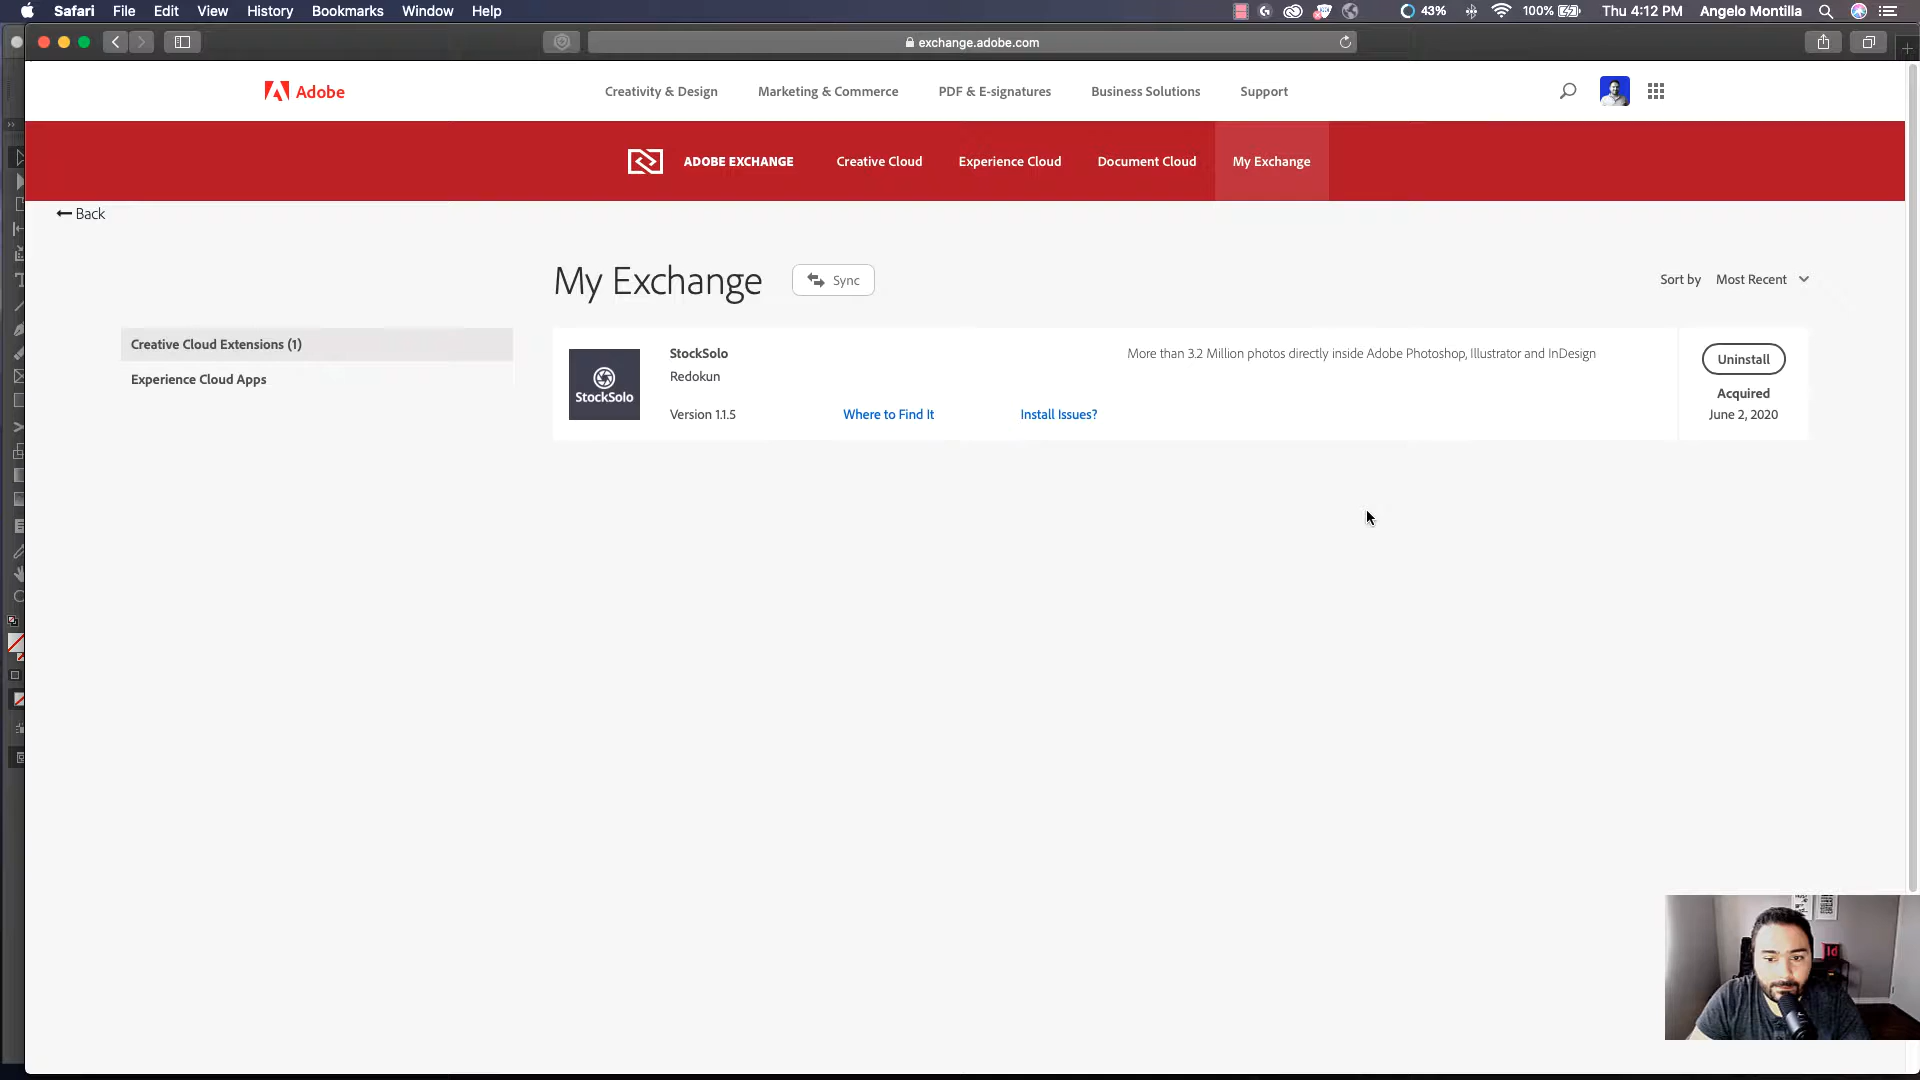 Safari File Edit View History Bookmarks Window Help 43% 100% Thu 4:12 PM Angelo Montilla
exchange.adobe.com
Adobe Creativity & Design Marketing & Commerce PDF & E-signatures Business Solutions Support
ADOBE EXCHANGE Creative Cloud Experience Cloud Document Cloud My Exchange
Back
My Exchange Sync Sort by Most Recent
Creative Cloud Extensions (1)
Experience Cloud Apps
StockSolo
StockSolo
Redokun
Version 1.1.5 Where to Find It Install Issues?
More than 3.2 Million photos directly inside Adobe Photoshop, Illustrator and InDesign
Uninstall
Acquired
June 2, 2020
Id